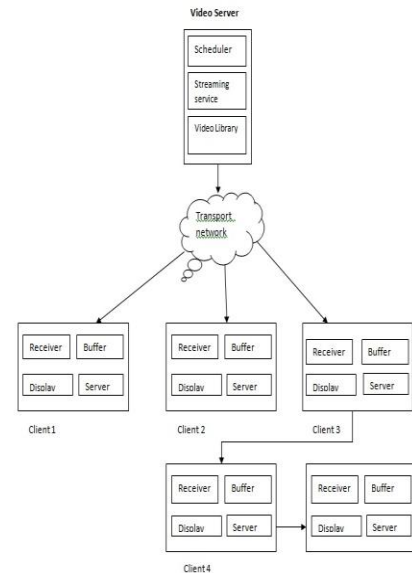 Video Server
Scheduler
Streaming
service
Video Library
Transport
network
Receiver Buffer
Display Server
Client 1
Receiver Buffer
Display Server
Client 2
Receiver Buffer
Display Server
Client 3
Receiver Buffer
Display Server
Client 4
Receiver Buffer
Display Server